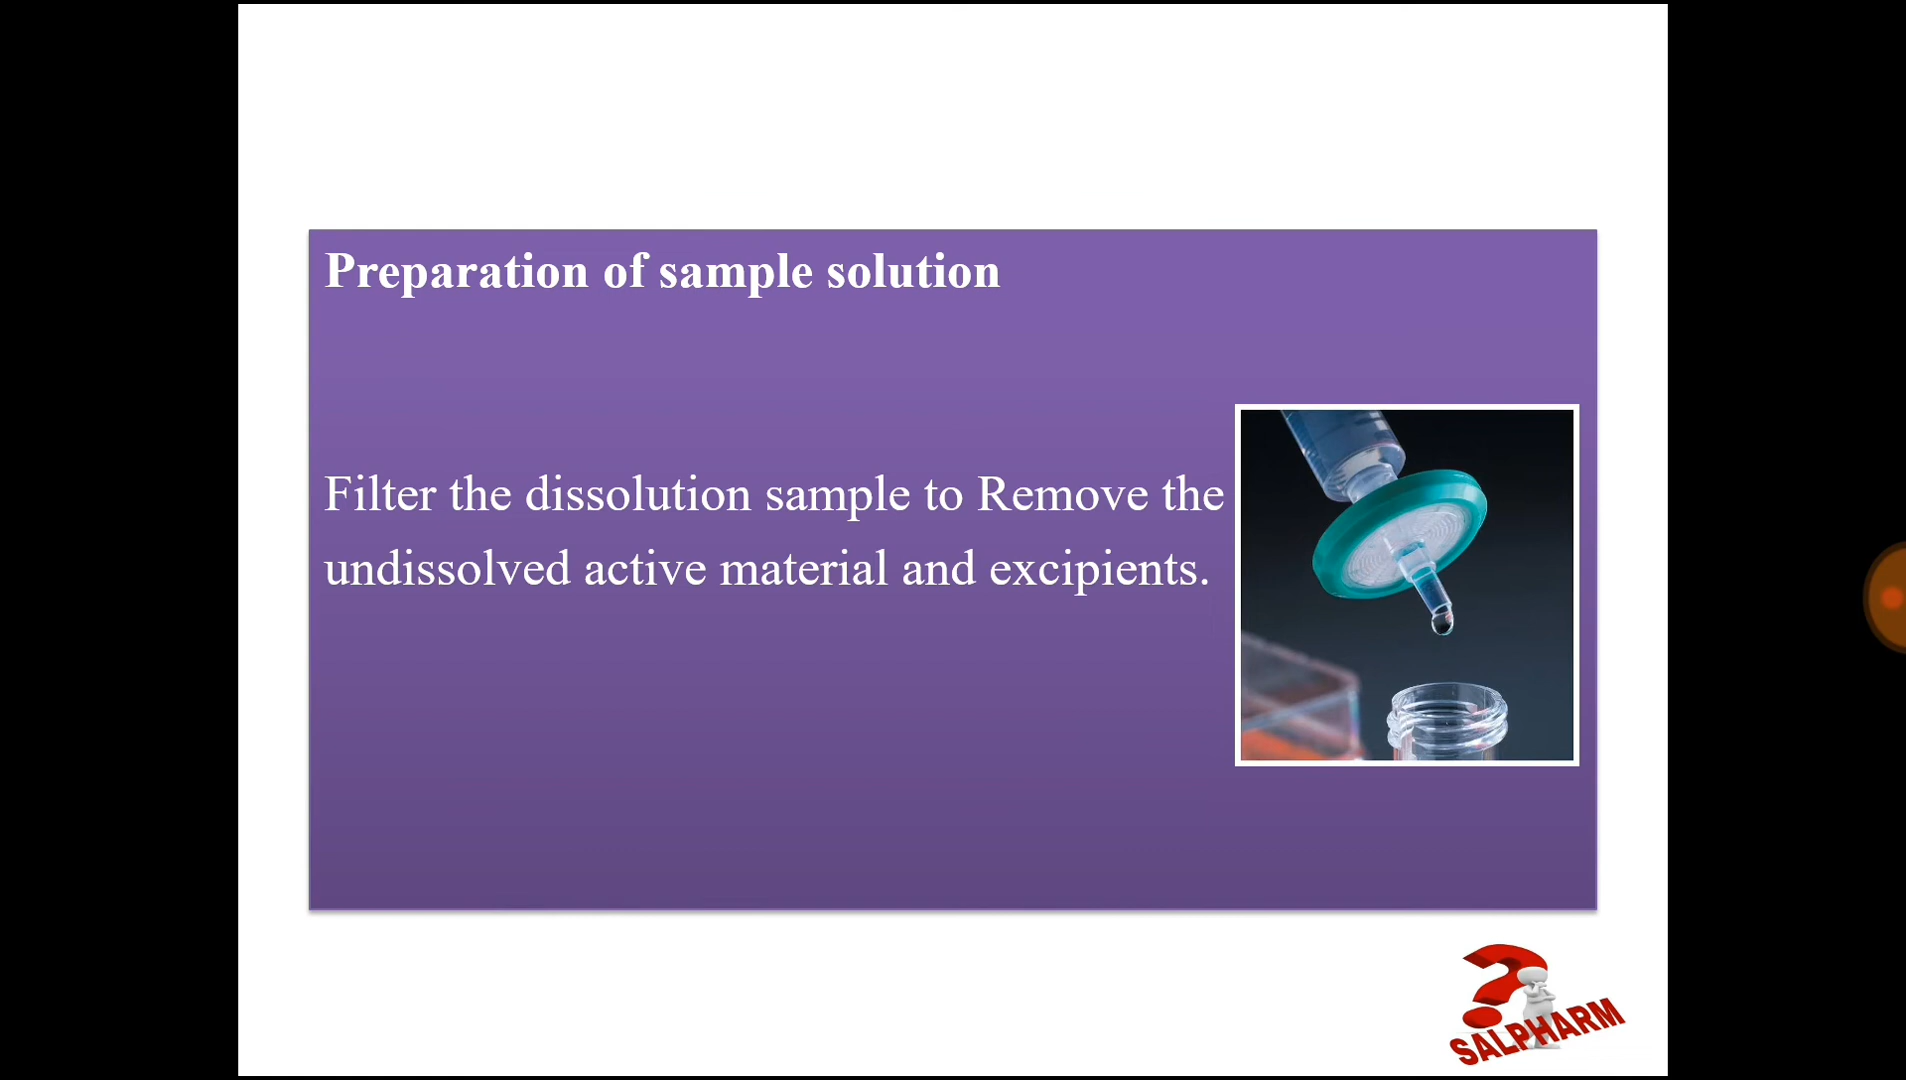 Preparation of sample solution
Filter the dissolution sample to Remove the
undissolved active material and excipients.
SALPHARM